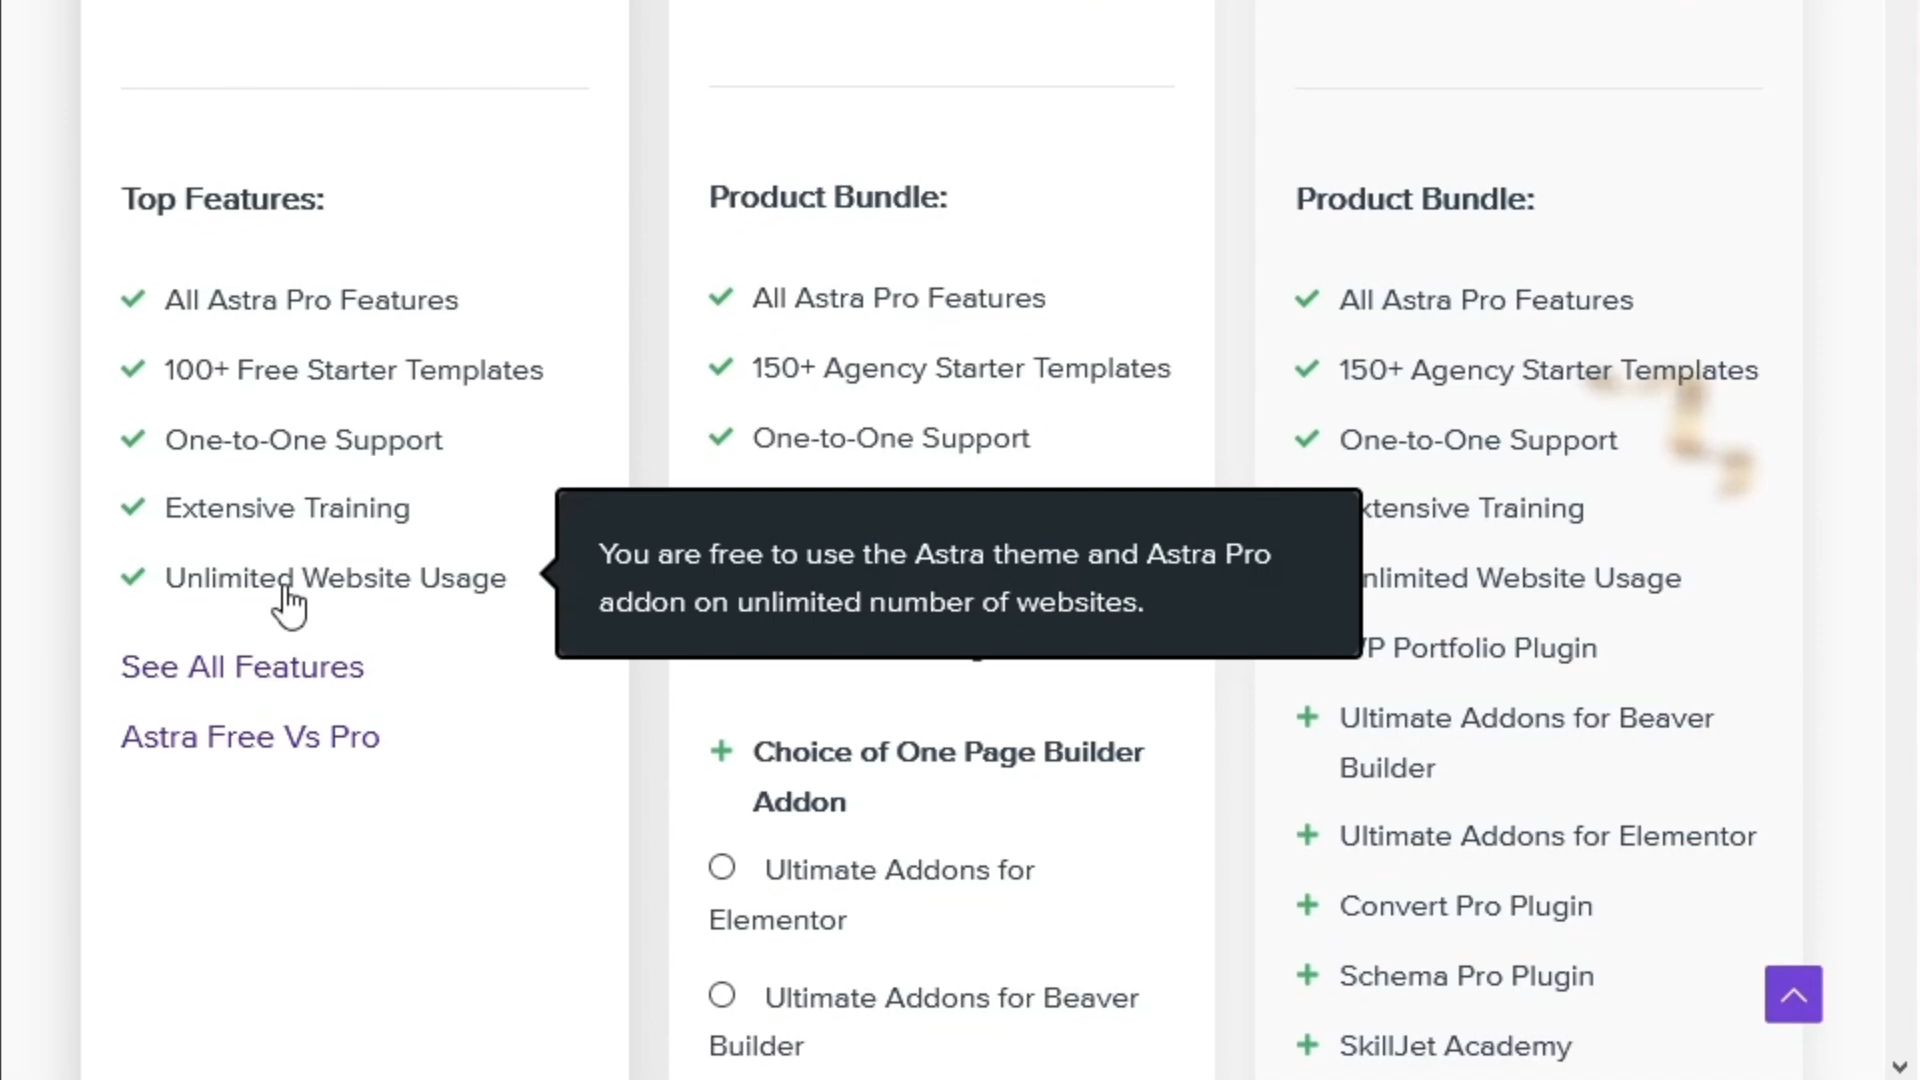 Top Features:
All Astra Pro Features
100+ Free Starter Templates
One-to-One Support
Extensive Training
Unlimited Website Usage
See All Features
Astra Free Vs Pro
Product Bundle:
All Astra Pro Features
150+ Agency Starter Templates
One-to-One Support
You are free to use the Astra theme and Astra Pro
addon on unlimited number of websites.
Choice of One Page Builder
Addon
Ultimate Addons for
Elementor
Ultimate Addons for Beaver
Builder
Product Bundle:
All Astra Pro Features
150+ Agency Starter Templates
One-to-One Support
xtensive Training
nlimited Website Usage
P Portfolio Plugin
Ultimate Addons for Beaver
Builder
Ultimate Addons for Elementor
Convert Pro Plugin
Schema Pro Plugin
SkillJet Academy